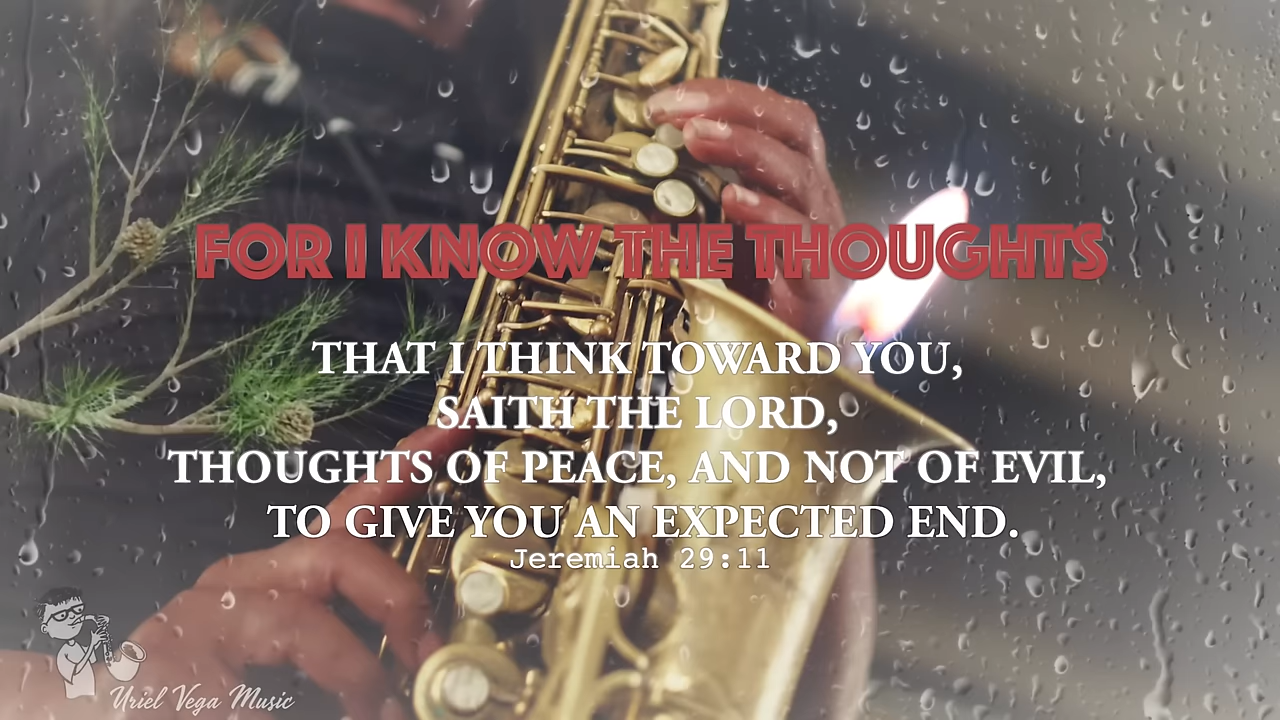 FOR I KNOW THE THOUGHTS
THAT I THINK TOWARD YOU,
SAITH THE LORD,
THOUGHTS OF PEACE, AND NOT OF EVIL,
TO GIVE YOU AN EXPECTED END.
Jeremiah 29:11
Uriel Vega Music